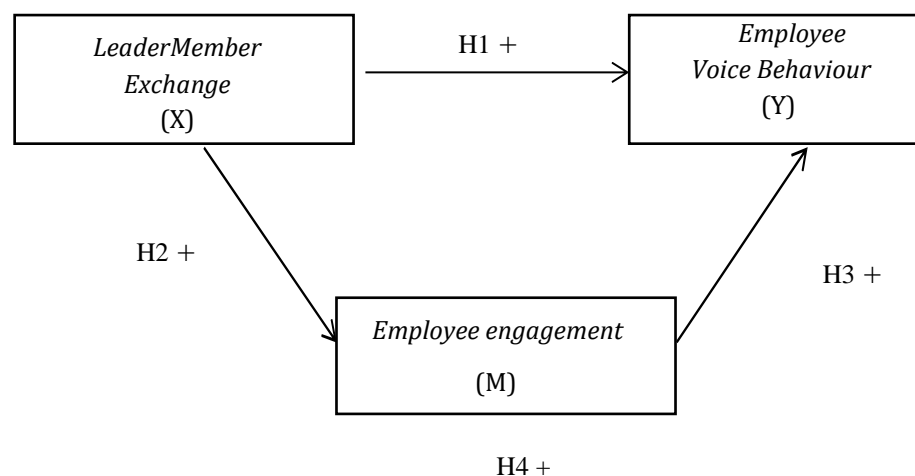 LeaderMember
Exchange
(X)
H1 +
Employee
Voice Behaviour
(Y)
H2 +
H3 +
Employee engagement
(M)
H4 +